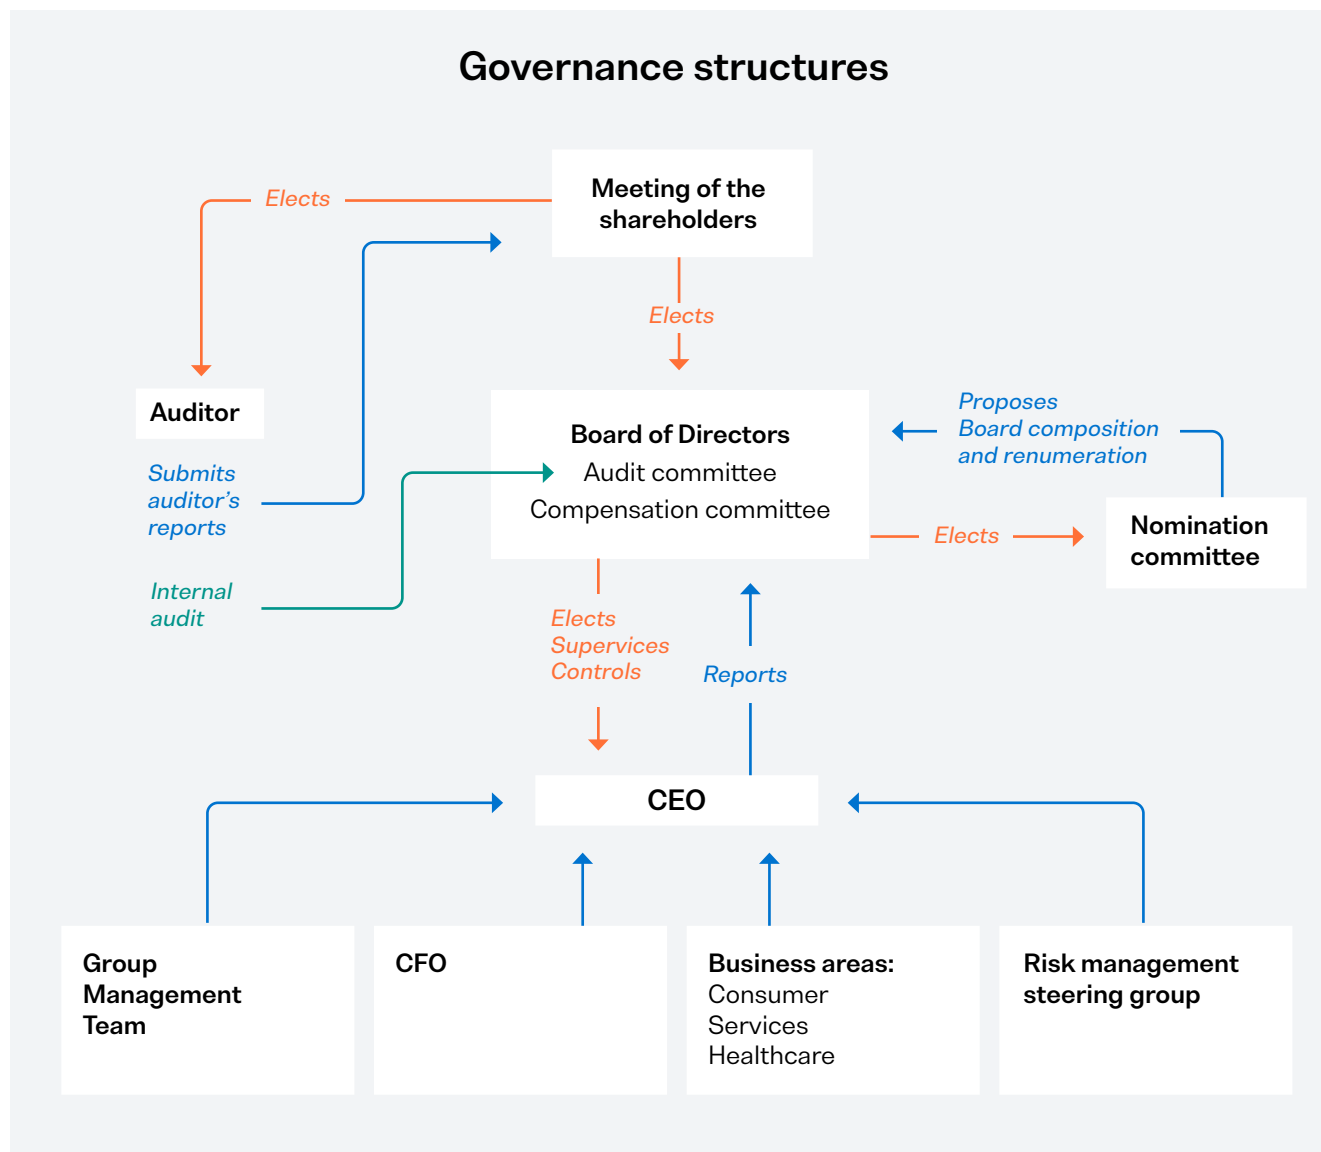 Governance structures
Meeting of the
shareholders
Elects
Elects
Auditor
Submits
auditor's
reports
Internal
audit
Board of Directors
Audit committee
Compensation committee
Proposes
Board composition
and renumeration
Elects
Nomination
committee
Elects
Supervices
Controls
Reports
CEO
Group
Management
Team
CFO
Business areas:
Consumer
Services
Healthcare
Risk management
steering group